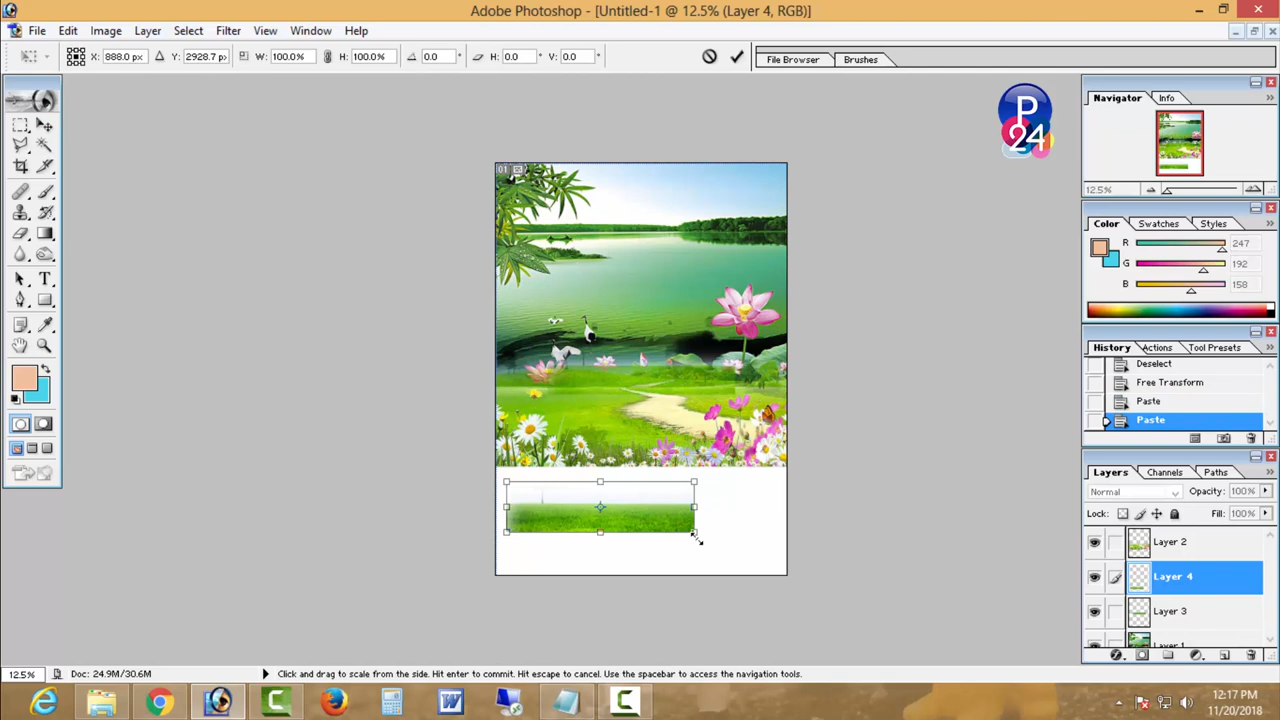 Adobe Photoshop - [Untitled-1 @ 12.5% (Layer 4, RGB)]
File Edit Image Layer Select Filter View Window Help
X: 888.0 px Y: 2928.7 px W: 100.0% H: 100.0% 0.0 ° H: 0.0 ° V: 0.0 °
File Browser Brushes
P
24
Navigator Info
12.5%
Color Swatches Styles
R 247
G 192
B 158
History Actions Tool Presets
Deselect
Free Transform
Paste
Paste
Layers Channels Paths
Normal Opacity: 100%
Lock: Fill: 100%
Layer 2
Layer 4
Layer 3
Layer 1
01
T
12.5% Doc: 24.9M/30.6M Click and drag to scale from the side. Hit enter to commit. Hit escape to cancel. Use the spacebar to access the navigation tools.
12:17 PM
11/20/2018